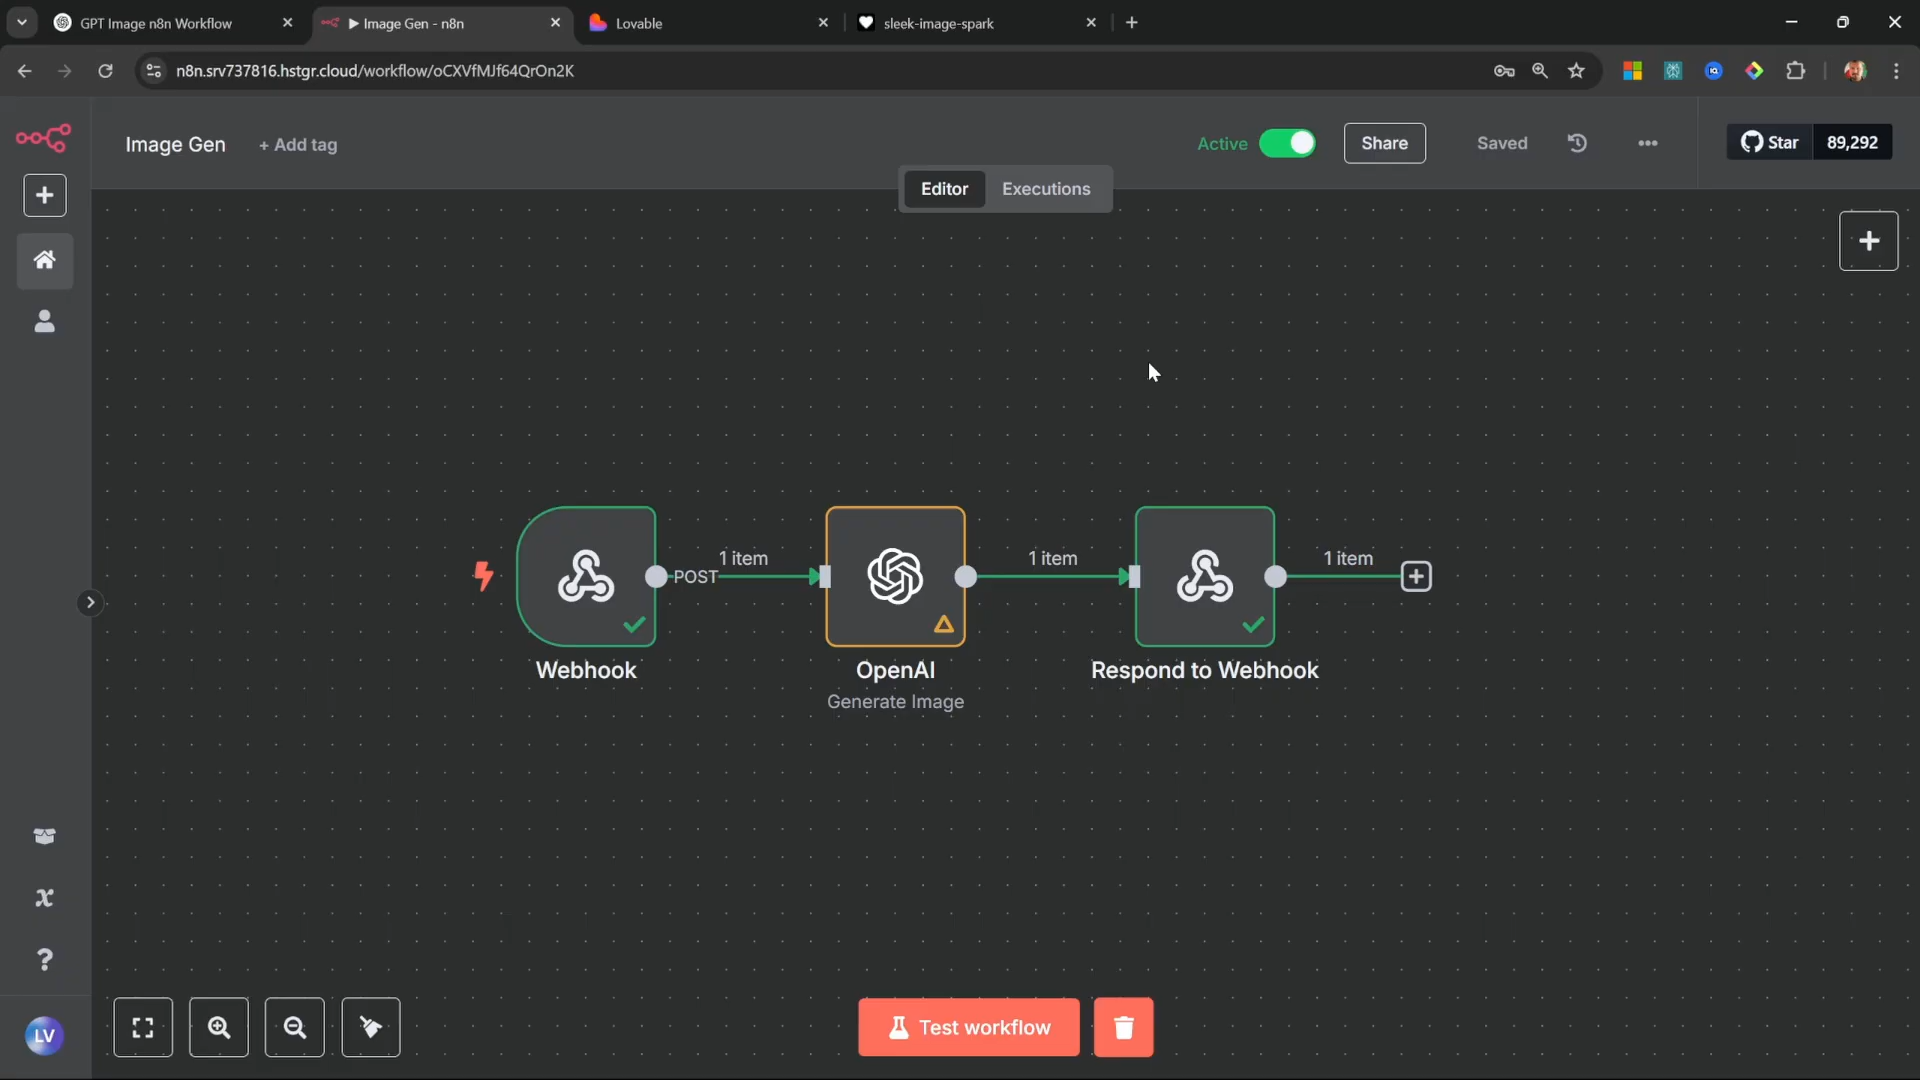 GPT Image n8n Workflow
▶ Image Gen - n8n
Lovable
sleek-image-spark
n8n.srv737816.hstgr.cloud/workflow/oCXVfMJf64QrOn2K
Image Gen
+ Add tag
Active
Share
Saved
Star
89,292
Editor
Executions
1 item
POST
1 item
1 item
Webhook
OpenAI
Generate Image
Respond to Webhook
LV
Test workflow